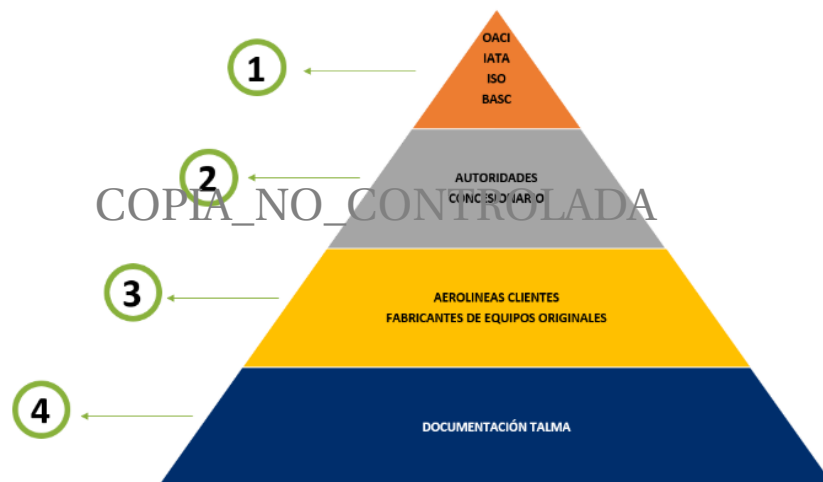 OACI
IATA
ISO
BASC
1
AUTORIDADES
CONCESIONARIO
2
COPIA_NO_CONTROLADA
AEROLINEAS CLIENTES
FABRICANTES DE EQUIPOS ORIGINALES
3
DOCUMENTACIÓN TALMA
4